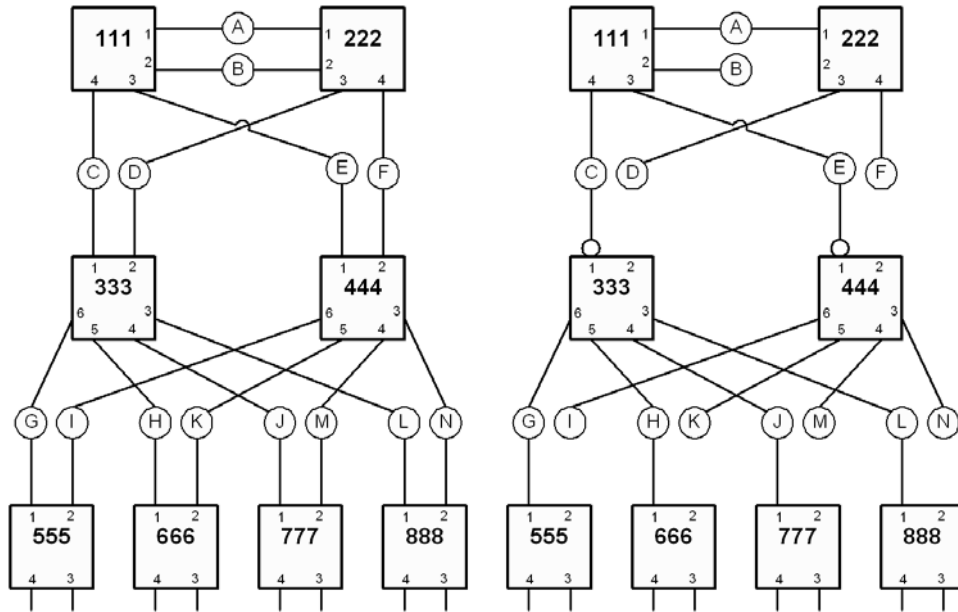 111 1 A 1 222 111 1 A 1 222
2 B 2 2 B 2
4 3 3 4 4 3 3 4
C D E F C D E F
1 2 1 2 1 2 1 2
333 444 333 444
6 3 6 3 6 3 6 3
5 4 5 4 5 4 5 4
G I H K J M L N G I H K J M L N
1 2 1 2 1 2 1 2 1 2 1 2 1 2 1 2
555 666 777 888 555 666 777 888
4 3 4 3 4 3 4 3 4 3 4 3 4 3 4 3